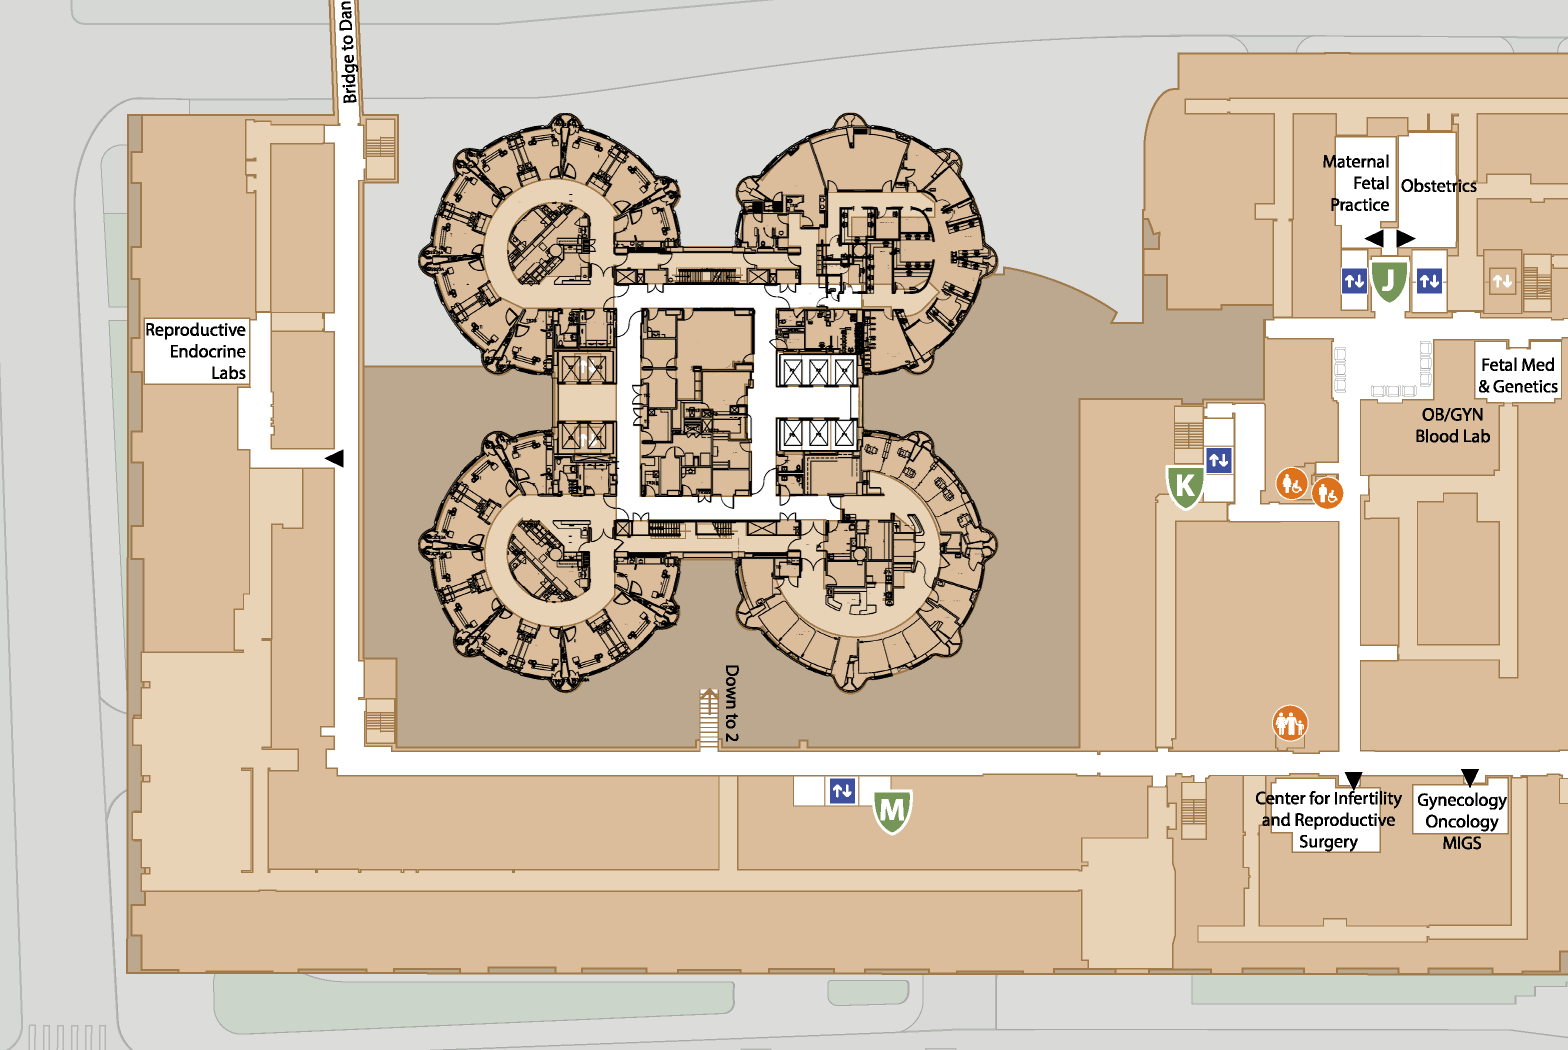 Bridge to Dan
Maternal
Fetal
Practice
Obstetrics
J
Reproductive
Endocrine
Labs
Fetal Med
& Genetics
OB/GYN
Blood Lab
K
Down to 2
M
Center for Infertility
and Reproductive
Surgery
Gynecology
Oncology
MIGS